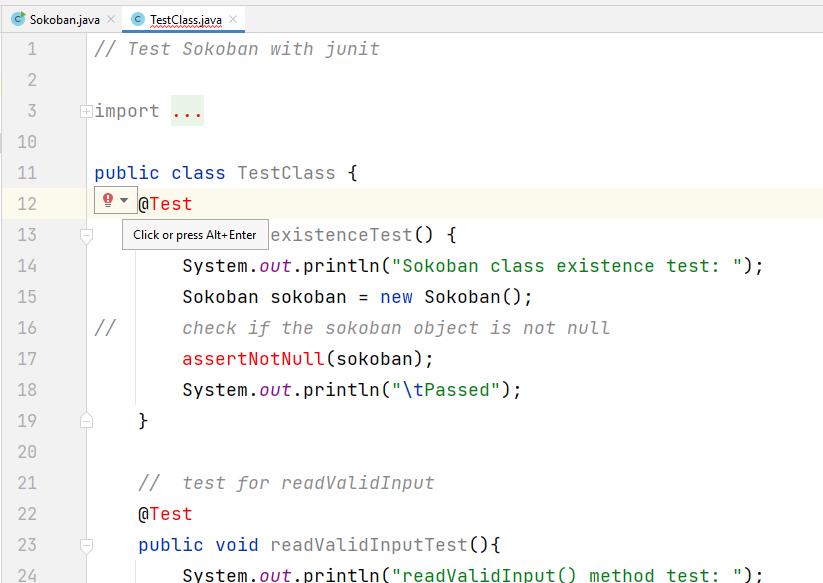 Sokoban.java TestClass.java
1 // Test Sokoban with junit
2
3 import ...
10
11 public class TestClass {
12 @Test
Click or press Alt+Enter
13 existenceTest() {
14 System.out.println("Sokoban class existence test: ");
15 Sokoban sokoban = new Sokoban();
16 // check if the sokoban object is not null
17 assertNotNull(sokoban);
18 System.out.println("\tPassed");
19 }
20
21 // test for readValidInput
22 @Test
23 public void readValidInputTest(){
24 System.out.println("readValidInput() method test: ");